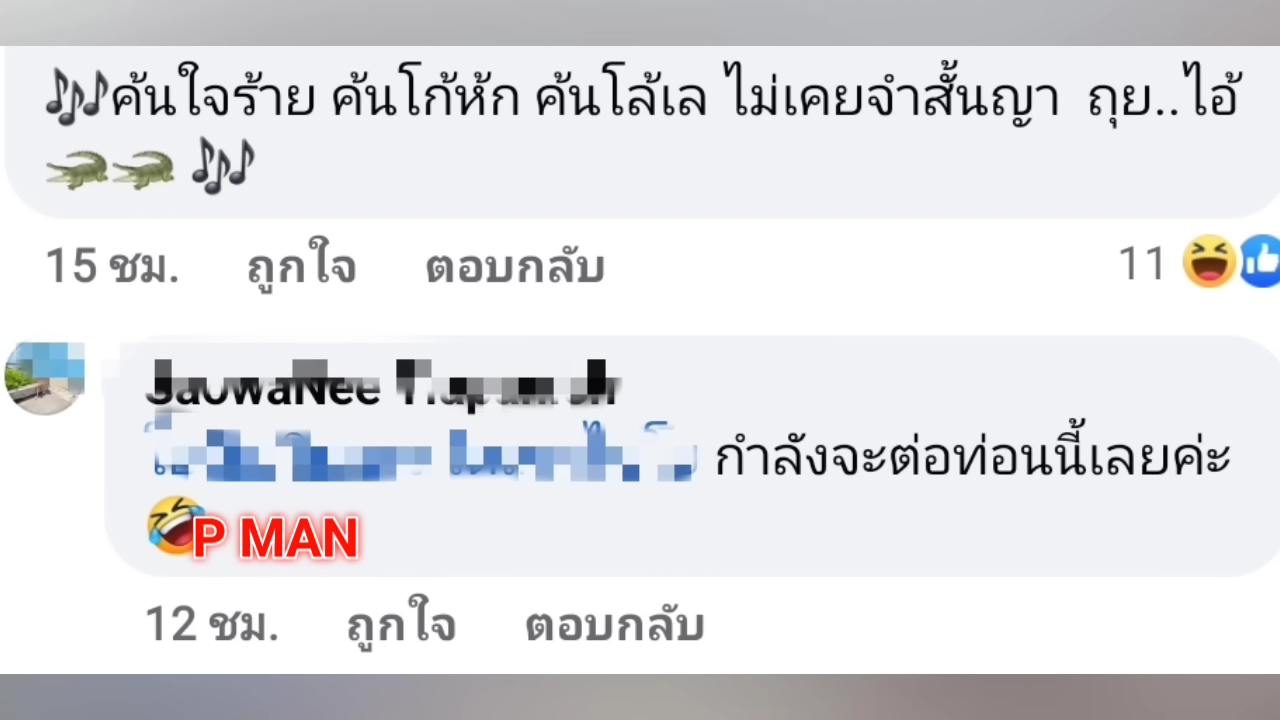 🎶ค้นใจร้าย ค้นโก้ห้ก ค้นโล้เล ไม่เคยจำสั้นญา ถุย..ไอ้
🐊🐊 🎶
15 ชม. ถูกใจ ตอบกลับ 11
SaowaNee
กำลังจะต่อท่อนนี้เลยค่ะ
🤣P MAN
12 ชม. ถูกใจ ตอบกลับ